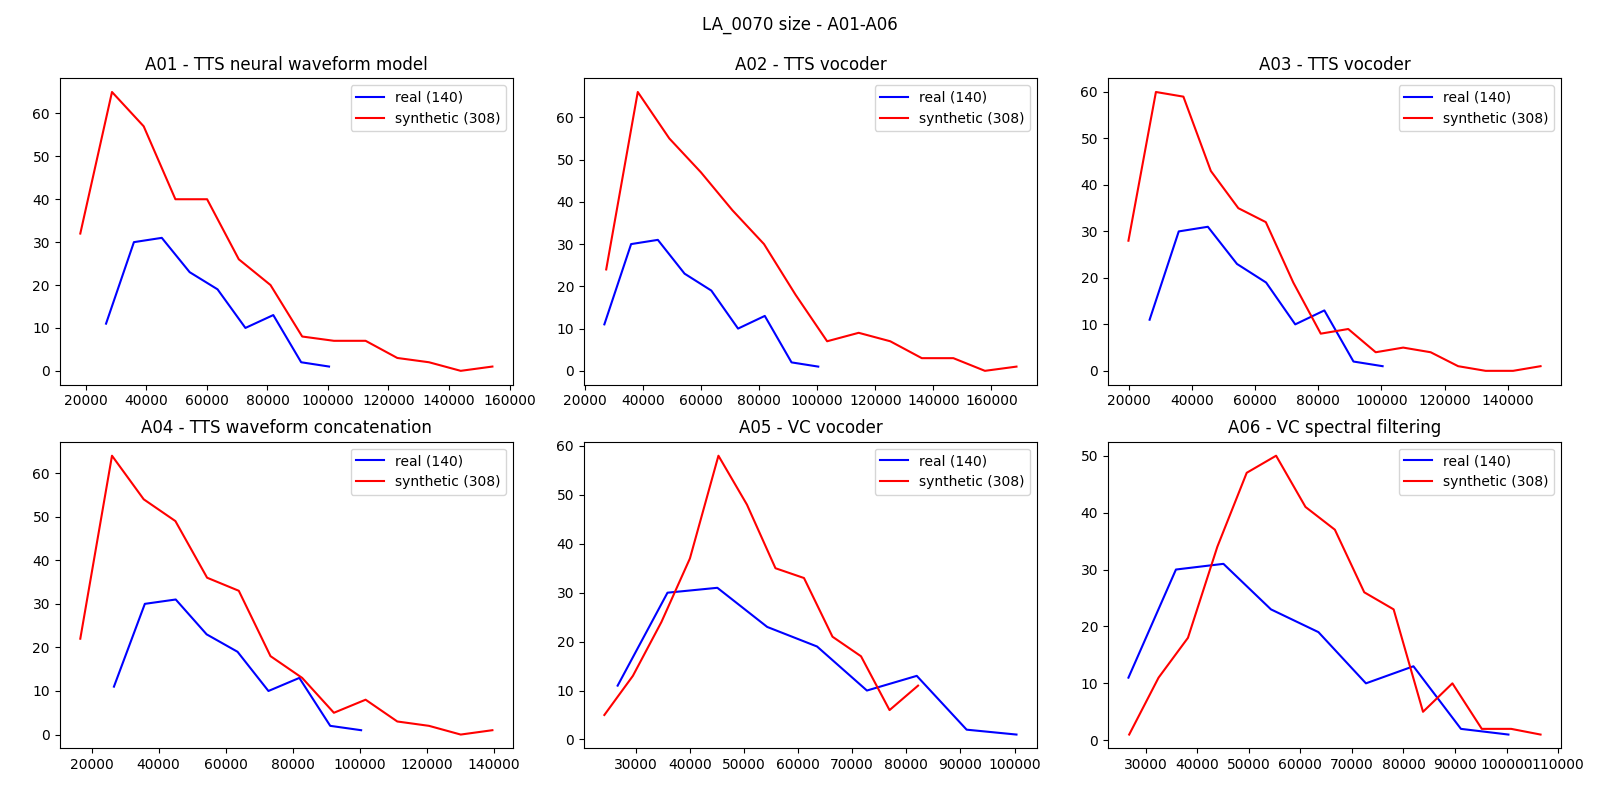 LA_0070 size - A01-A06
A01 - TTS neural waveform model
real (140)
synthetic (308)
60
50
40
30
20
10
0
20000 40000 60000 80000 100000 120000 140000 160000
A02 - TTS vocoder
real (140)
synthetic (308)
60
50
40
30
20
10
0
20000 40000 60000 80000 100000 120000 140000 160000
A03 - TTS vocoder
real (140)
synthetic (308)
60
50
40
30
20
10
0
20000 40000 60000 80000 100000 120000 140000
A04 - TTS waveform concatenation
real (140)
synthetic (308)
60
50
40
30
20
10
0
20000 40000 60000 80000 100000 120000 140000
A05 - VC vocoder
real (140)
synthetic (308)
60
50
40
30
20
10
0
30000 40000 50000 60000 70000 80000 90000 100000
A06 - VC spectral filtering
real (140)
synthetic (308)
50
40
30
20
10
0
30000 40000 50000 60000 70000 80000 90000 100000 110000